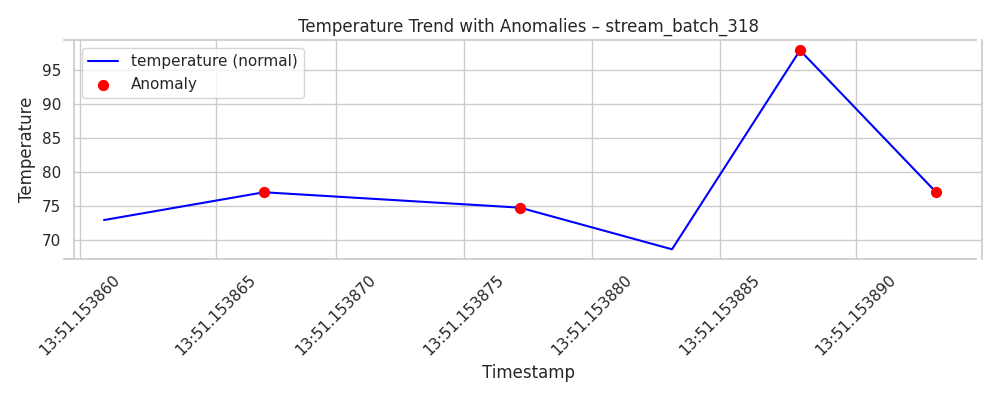 Temperature Trend with Anomalies – stream_batch_318
temperature (normal)
Anomaly
Temperature
95
90
85
80
75
70
13:51.153860
13:51.153865
13:51.153870
13:51.153875
13:51.153880
13:51.153885
13:51.153890
Timestamp